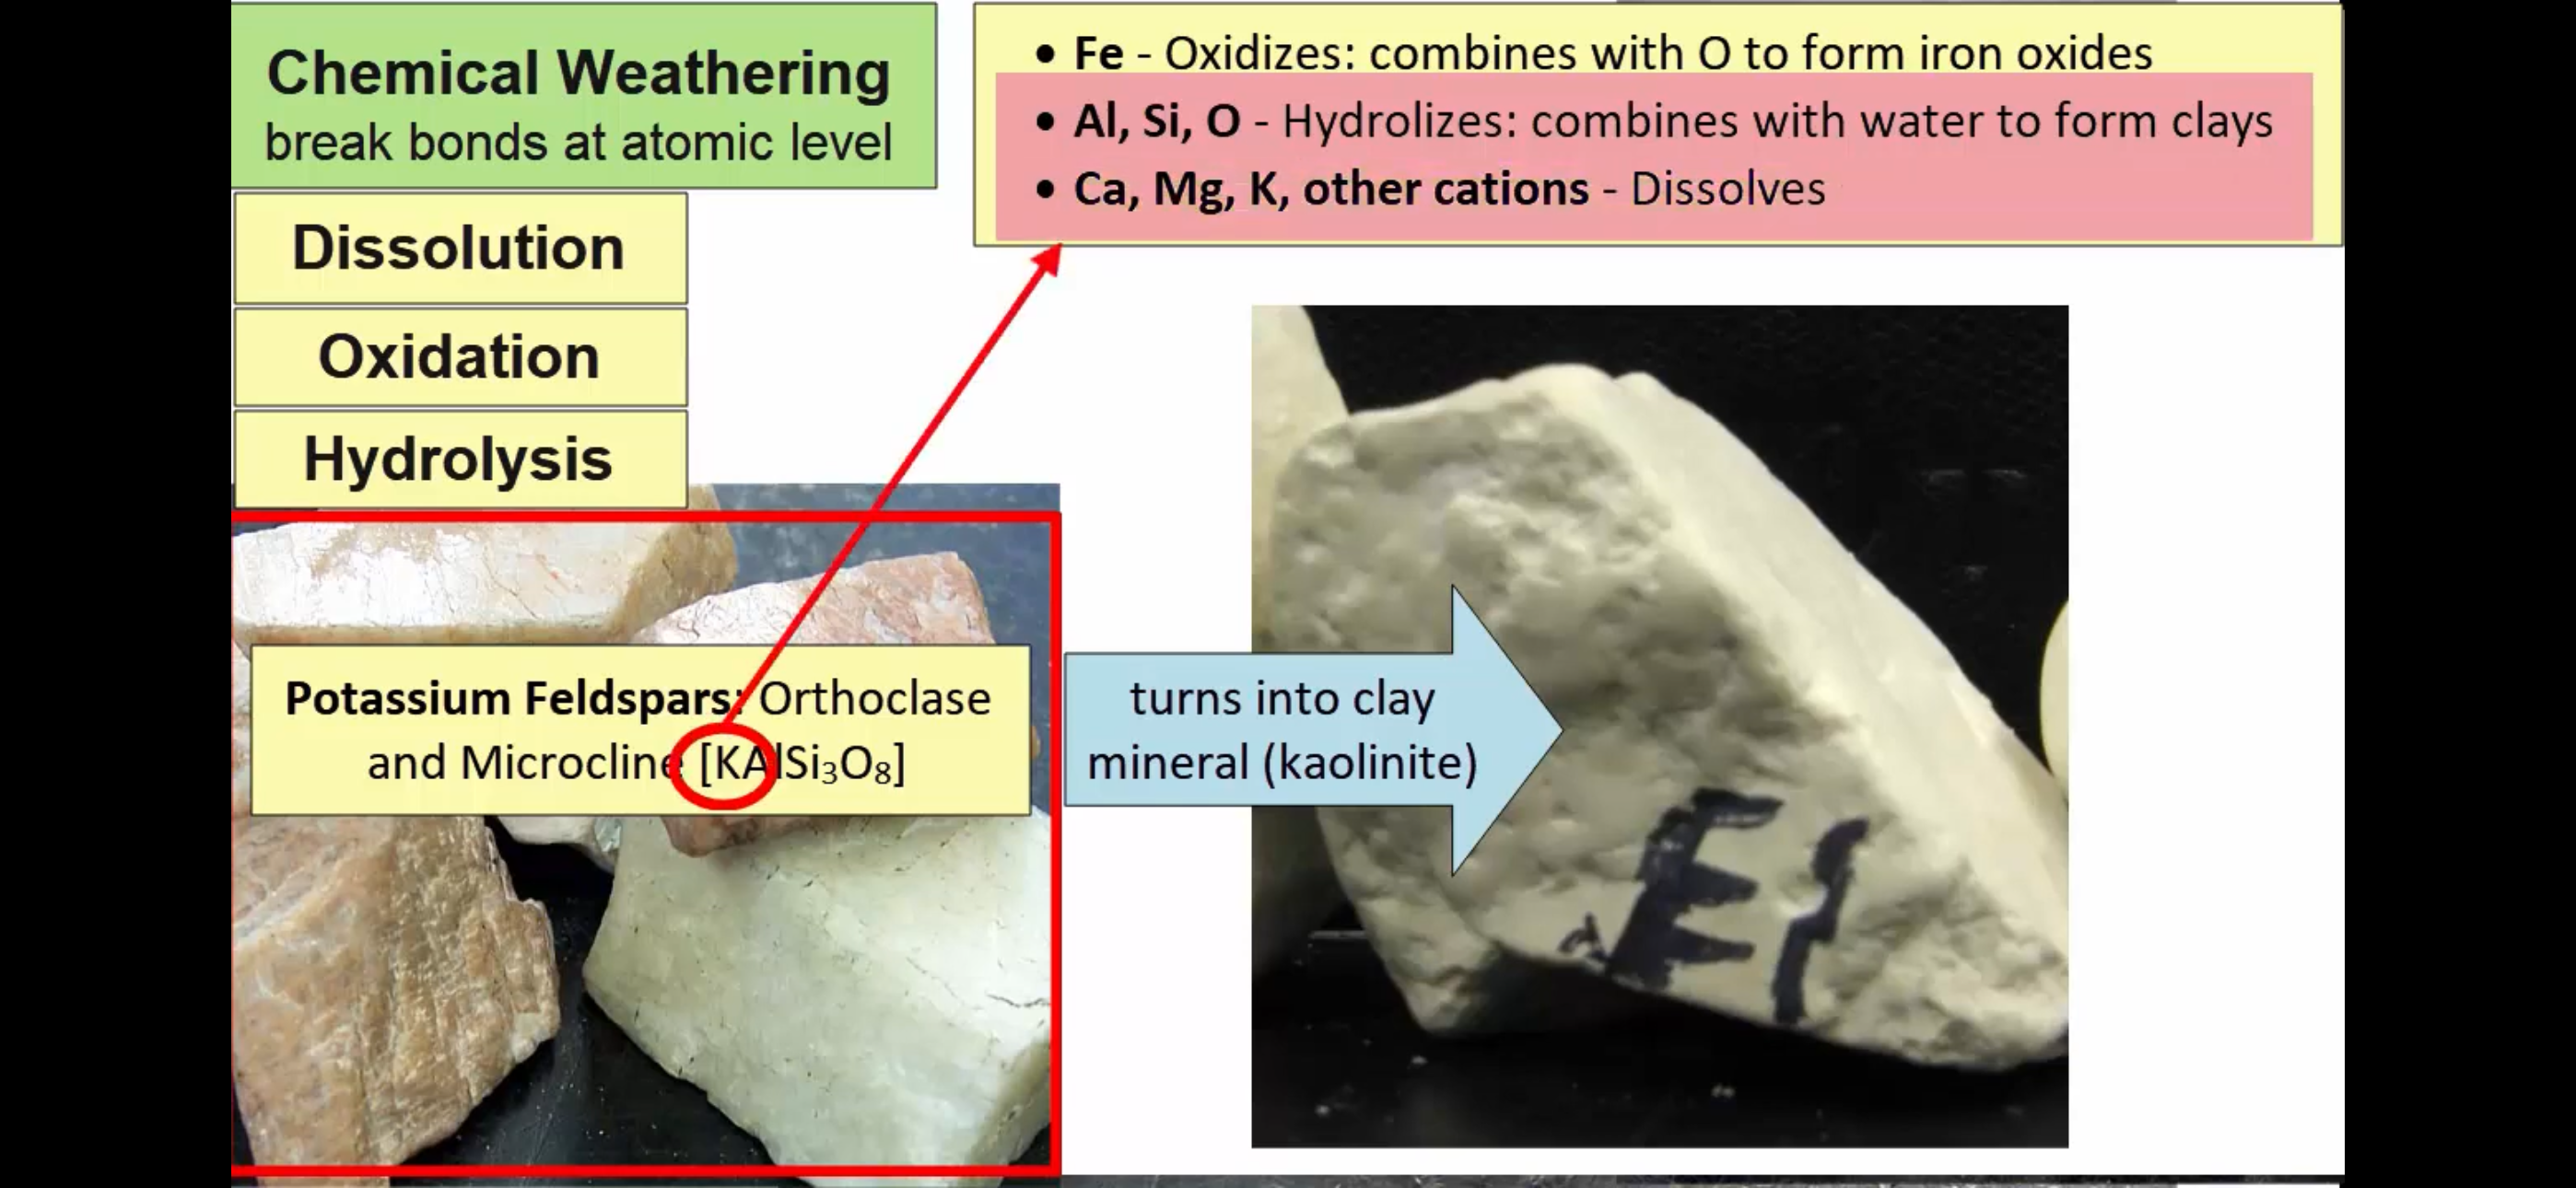 Chemical Weathering
break bonds at atomic level
Dissolution
Oxidation
Hydrolysis
• Fe - Oxidizes: combines with O to form iron oxides
• Al, Si, O - Hydrolizes: combines with water to form clays
• Ca, Mg, K, other cations - Dissolves
Potassium Feldspars: Orthoclase
and Microcline [KAlSi₃O₈]
turns into clay
mineral (kaolinite)
E1